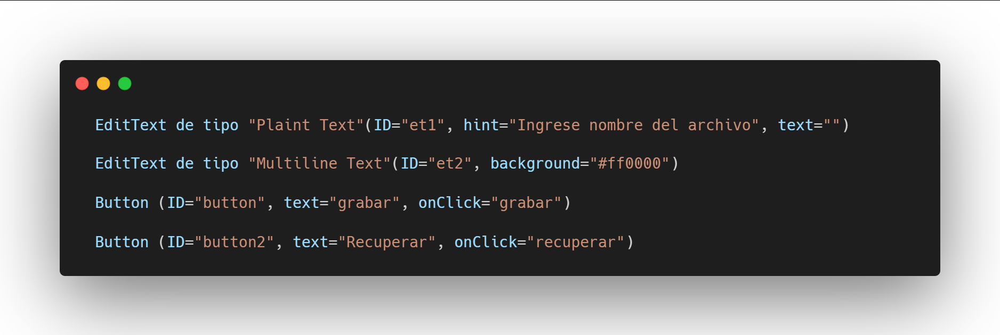 EditText de tipo "Plaint Text"(ID="et1", hint="Ingrese nombre del archivo", text="")
EditText de tipo "Multiline Text"(ID="et2", background="#ff0000")
Button (ID="button", text="grabar", onClick="grabar")
Button (ID="button2", text="Recuperar", onClick="recuperar")